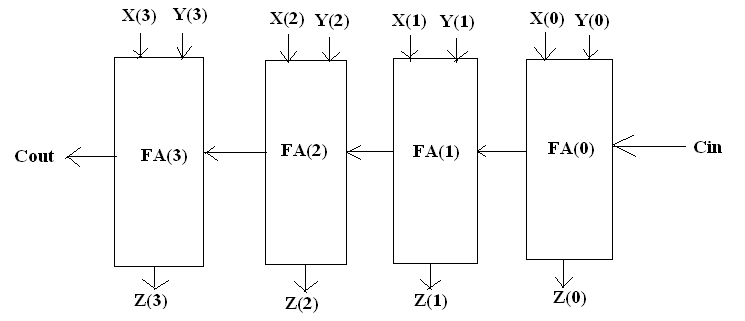 X(3) Y(3) X(2) Y(2) X(1) Y(1) X(0) Y(0)
Cout FA(3) FA(2) FA(1) FA(0) Cin
Z(3) Z(2) Z(1) Z(0)